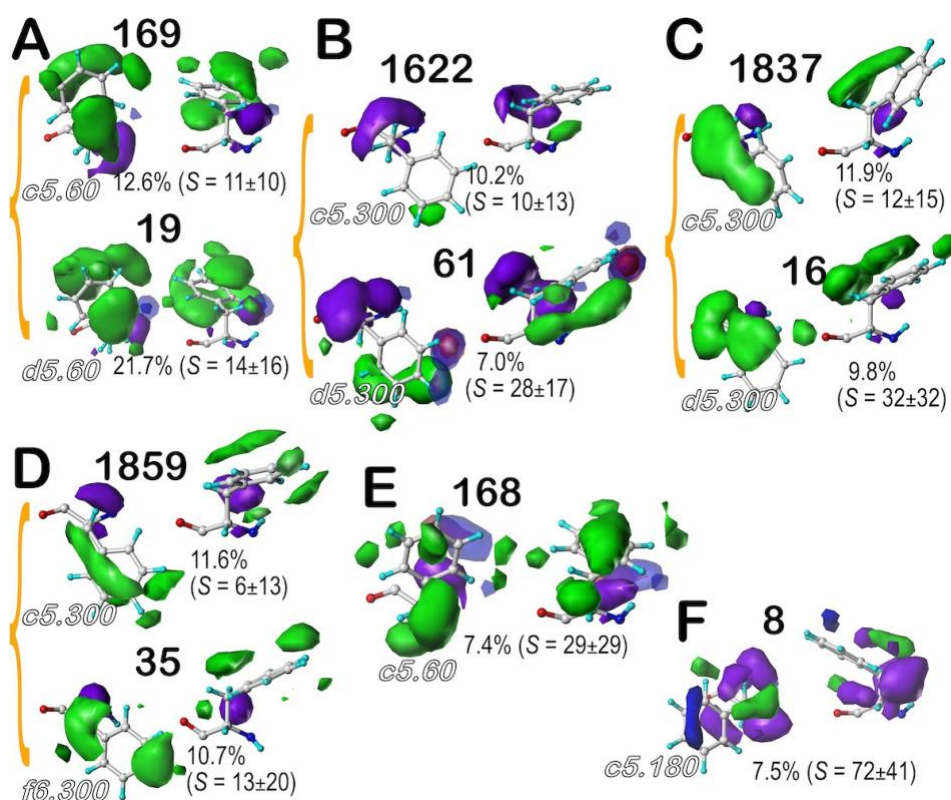 A 169
12.6% (S = 11±10)
c5.60
19
d5.60 21.7% (S = 14±16)
B 1622
c5.300
10.2%
(S = 10±13)
61
d5.300
7.0%
(S = 28±17)
C 1837
c5.300
11.9%
(S = 12±15)
16
d5.300
9.8%
(S = 32±32)
D 1859
c5.300
11.6%
(S = 6±13)
35
f6.300
10.7%
(S = 13±20)
E 168
7.4% (S = 29±29)
c5.60
F 8
c5.180
7.5% (S = 72±41)